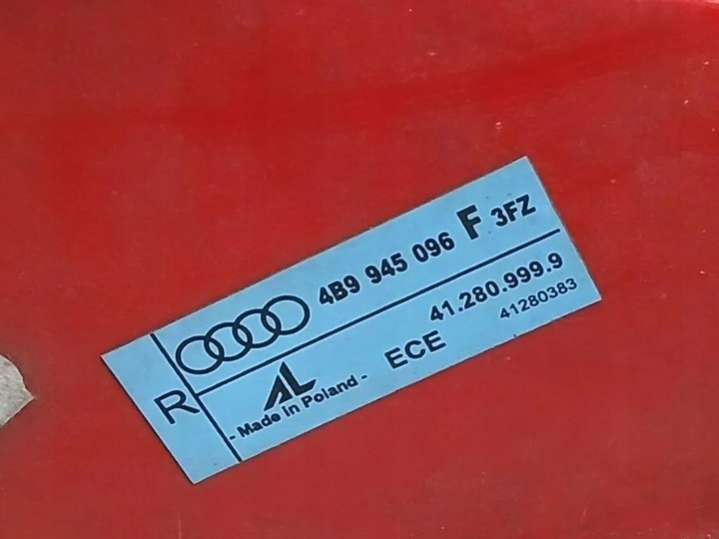 4B9 945 096 F 3FZ
41.280.999.9
R AL ECE 41280383
- Made in Poland -